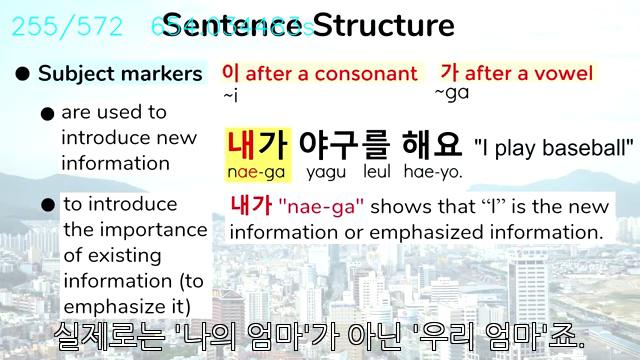 255/572
Sentence Structure
Subject markers
이 after a consonant
~i
가 after a vowel
~ga
are used to
introduce new
information
내가 야구를 해요 "I play baseball"
nae-ga yagu leul hae-yo.
to introduce
the importance
of existing
information (to
emphasize it)
내가 "nae-ga" shows that “I” is the new
information or emphasized information.
실제로는 '나의 엄마'가 아닌 '우리 엄마'죠.